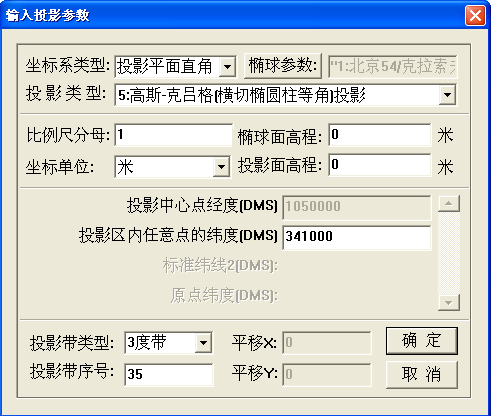 输入投影参数
坐标系类型: 投影平面直角 椭球参数: "1:北京54/克拉索
投 影 类 型: 5:高斯-克吕格(横切椭圆柱等角)投影
比例尺分母: 1 椭球面高程: 0 米
坐标单位: 米 投影面高程: 0 米
投影中心点经度(DMS) 1050000
投影区内任意点的纬度(DMS) 341000
标准纬线2(DMS):
原点纬度(DMS):
投影带类型: 3度带 平移X: 0 确 定
投影带序号: 35 平移Y: 0 取 消